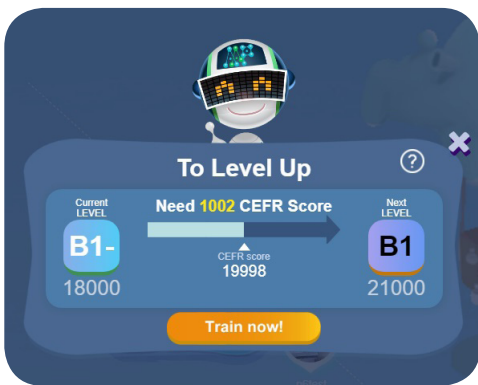 To Level Up
?
Current
LEVEL
B1-
18000
Need 1002 CEFR Score
CEFR score
19998
Next
LEVEL
B1
21000
Train now!